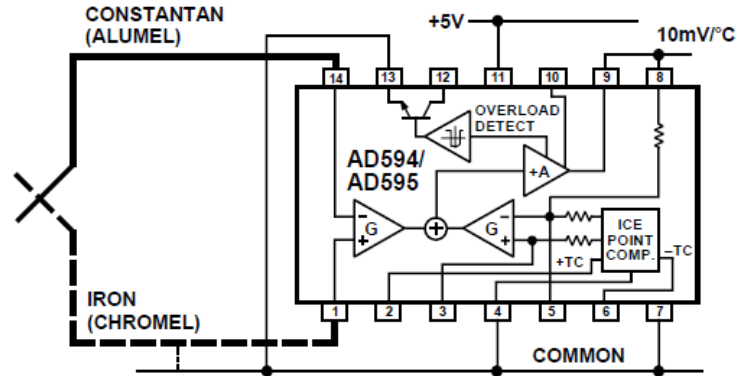 CONSTANTAN
(ALUMEL)
+5V
10mV/°C
14
13
12
11
10
9
8
OVERLOAD
DETECT
AD594/
AD595
+A
–
G
+
–
G
+
ICE
POINT
COMP.
+TC
–TC
IRON
(CHROMEL)
1
2
3
4
5
6
7
COMMON